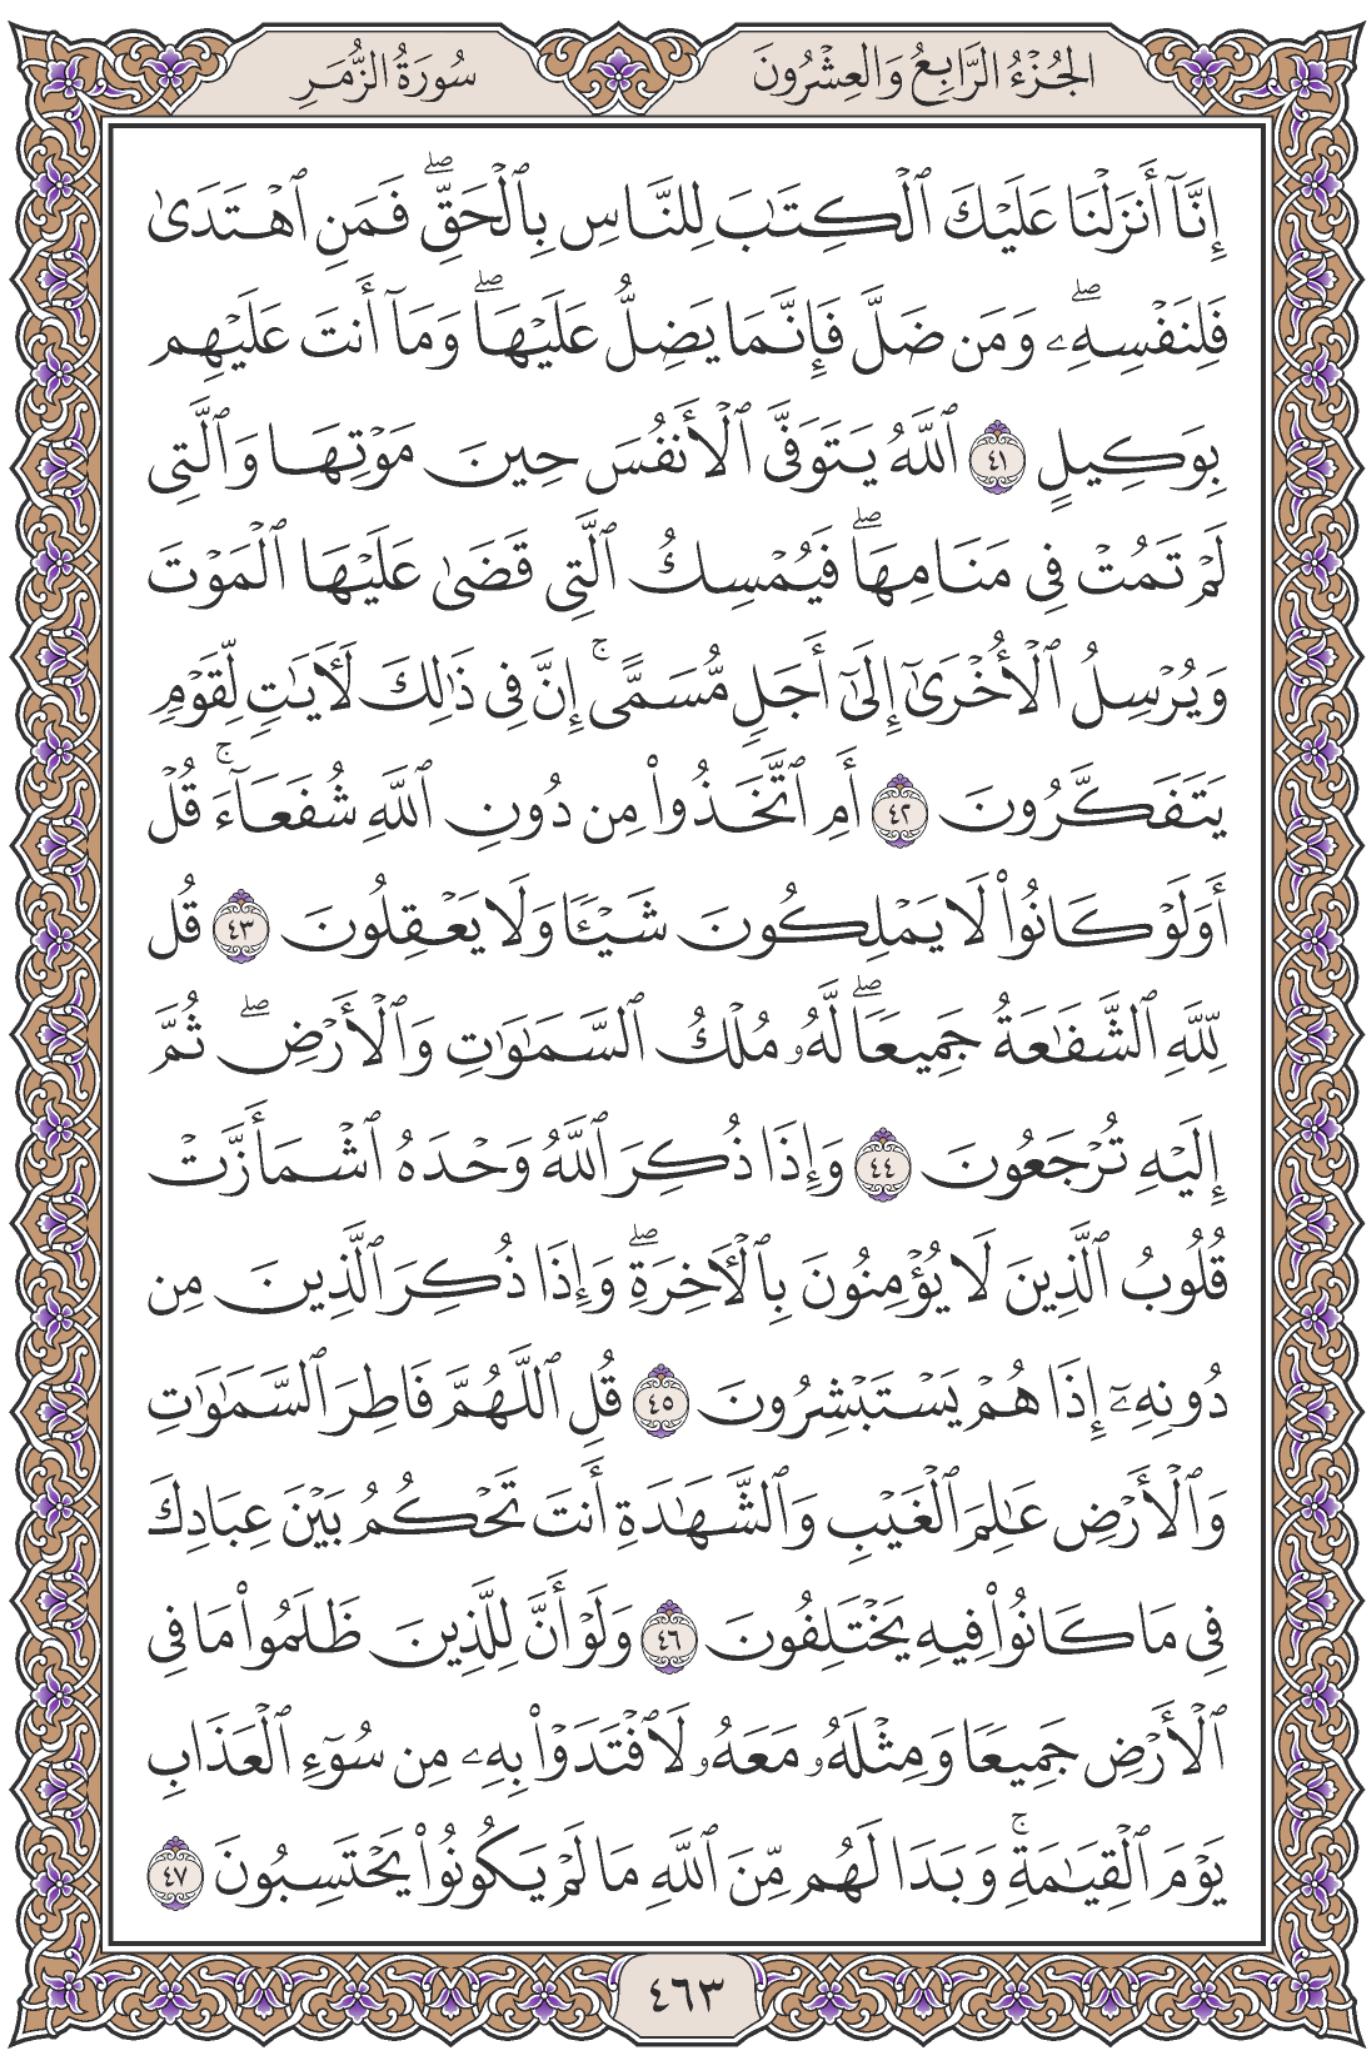 الجُزْءُ الرَّابِعُ وَالعِشْرُونَ
سُورَةُ الزُّمَرِ
إِنَّآ أَنزَلْنَا عَلَيْكَ ٱلْكِتَٰبَ لِلنَّاسِ بِٱلْحَقِّۖ فَمَنِ ٱهْتَدَىٰ
فَلِنَفْسِهِۦۖ وَمَن ضَلَّ فَإِنَّمَا يَضِلُّ عَلَيْهَاۖ وَمَآ أَنتَ عَلَيْهِم
بِوَكِيلٍ ٤١ ٱللَّهُ يَتَوَفَّى ٱلْأَنفُسَ حِينَ مَوْتِهَا وَٱلَّتِى
لَمْ تَمُتْ فِى مَنَامِهَاۖ فَيُمْسِكُ ٱلَّتِى قَضَىٰ عَلَيْهَا ٱلْمَوْتَ
وَيُرْسِلُ ٱلْأُخْرَىٰٓ إِلَىٰٓ أَجَلٍ مُّسَمًّىۚ إِنَّ فِى ذَٰلِكَ لَأٓيَٰتٍ لِّقَوْمٍ
يَتَفَكَّرُونَ ٤٢ أَمِ ٱتَّخَذُوا۟ مِن دُونِ ٱللَّهِ شُفَعَآءَۚ قُلْ
أَوَلَوْ كَانُوا۟ لَا يَمْلِكُونَ شَيْـًٔا وَلَا يَعْقِلُونَ ٤٣ قُل
لِّلَّهِ ٱلشَّفَٰعَةُ جَمِيعًاۖ لَّهُۥ مُلْكُ ٱلسَّمَٰوَٰتِ وَٱلْأَرْضِۖ ثُمَّ
إِلَيْهِ تُرْجَعُونَ ٤٤ وَإِذَا ذُكِرَ ٱللَّهُ وَحْدَهُ ٱشْمَأَزَّتْ
قُلُوبُ ٱلَّذِينَ لَا يُؤْمِنُونَ بِٱلْأٓخِرَةِۖ وَإِذَا ذُكِرَ ٱلَّذِينَ مِن
دُونِهِۦٓ إِذَا هُمْ يَسْتَبْشِرُونَ ٤٥ قُلِ ٱللَّهُمَّ فَاطِرَ ٱلسَّمَٰوَٰتِ
وَٱلْأَرْضِ عَٰلِمَ ٱلْغَيْبِ وَٱلشَّهَٰدَةِ أَنتَ تَحْكُمُ بَيْنَ عِبَادِكَ
فِى مَا كَانُوا۟ فِيهِ يَخْتَلِفُونَ ٤٦ وَلَوْ أَنَّ لِلَّذِينَ ظَلَمُوا۟ مَا فِى
ٱلْأَرْضِ جَمِيعًا وَمِثْلَهُۥ مَعَهُۥ لَٱفْتَدَوْا۟ بِهِۦ مِن سُوٓءِ ٱلْعَذَابِ
يَوْمَ ٱلْقِيَٰمَةِۚ وَبَدَا لَهُم مِّنَ ٱللَّهِ مَا لَمْ يَكُونُوا۟ يَحْتَسِبُونَ ٤٧
٤٦٣